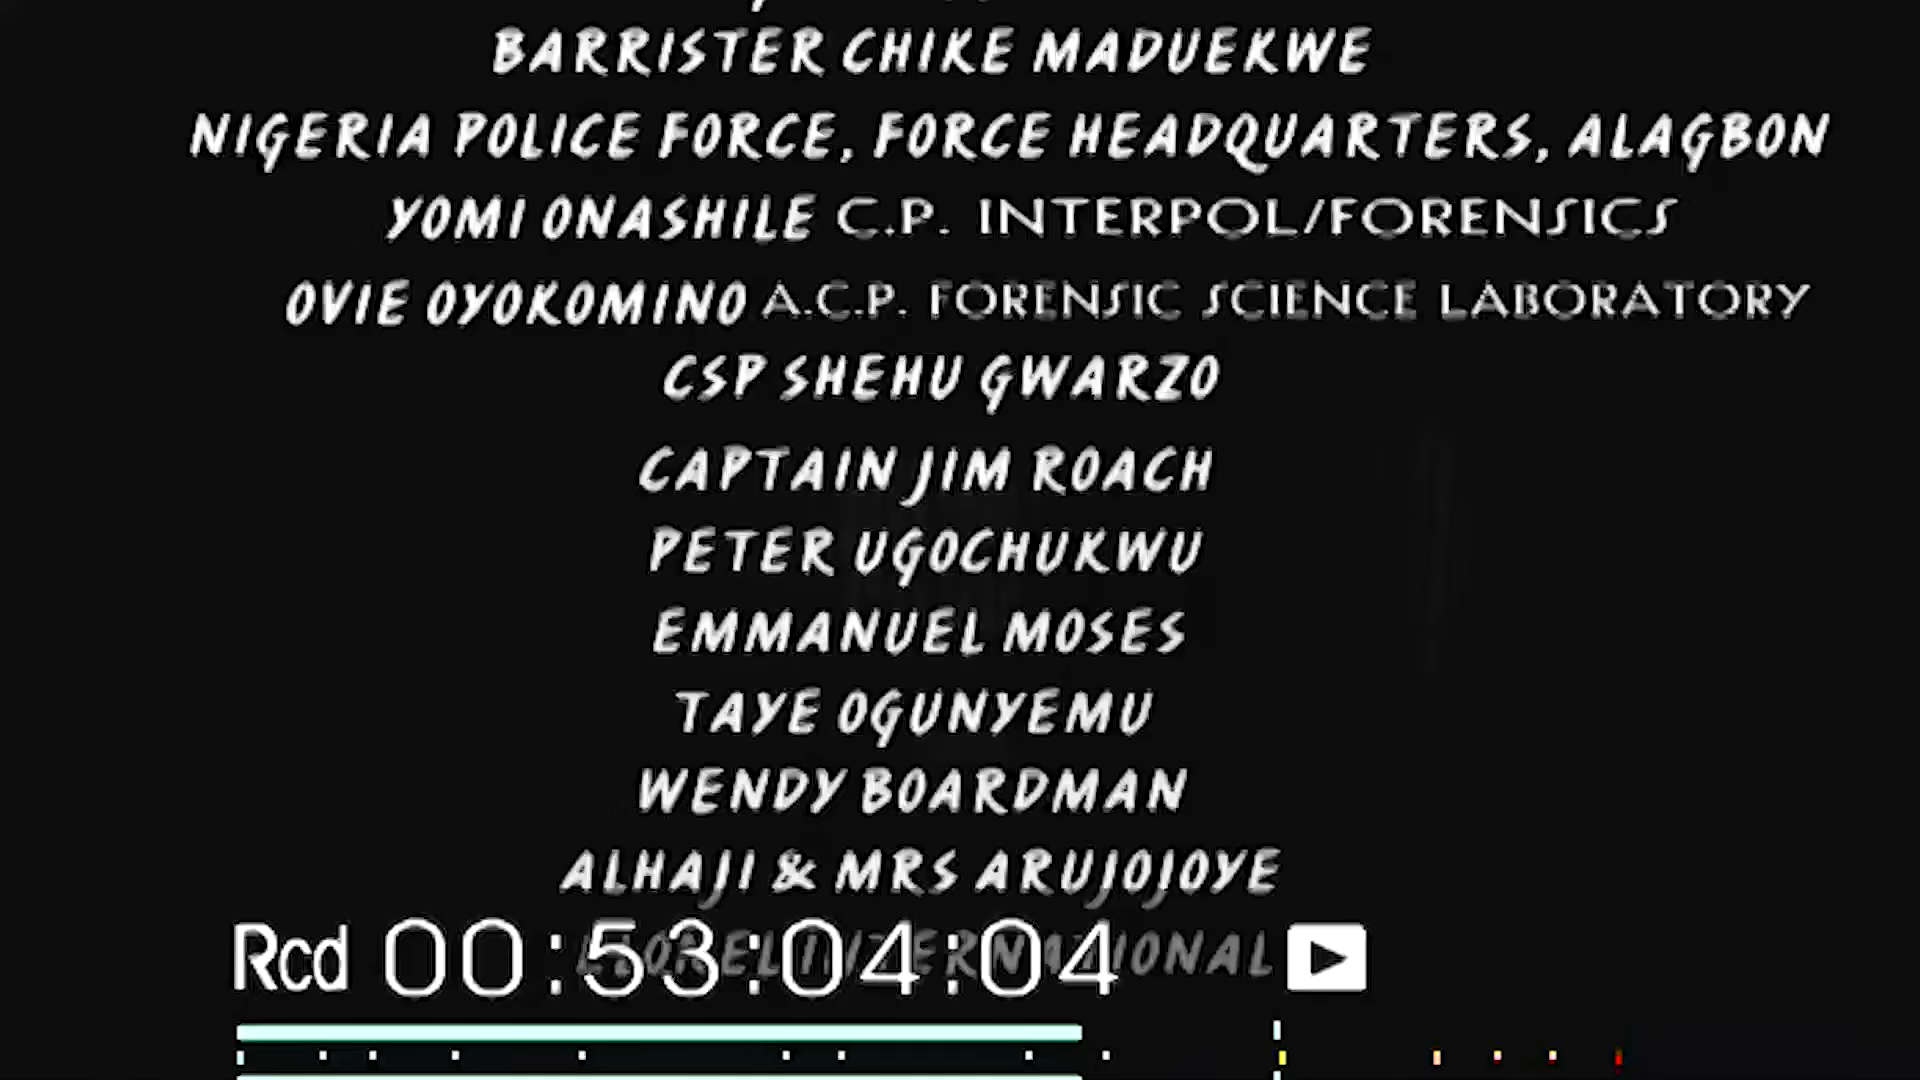 BARRISTER CHIKE MADUEKWE
NIGERIA POLICE FORCE, FORCE HEADQUARTERS, ALAGBON
YOMI ONASHILE C.P. INTERPOL/FORENSICS
OVIE OYOKOMINO A.C.P. FORENSIC SCIENCE LABORATORY
CSP SHEHU GWARZO
CAPTAIN JIM ROACH
PETER UGOCHUKWU
EMMANUEL MOSES
TAYE OGUNYEMU
WENDY BOARDMAN
ALHAJI & MRS ARUJOJOYE
INTERNATIONAL
Rcd 00:53:04:04